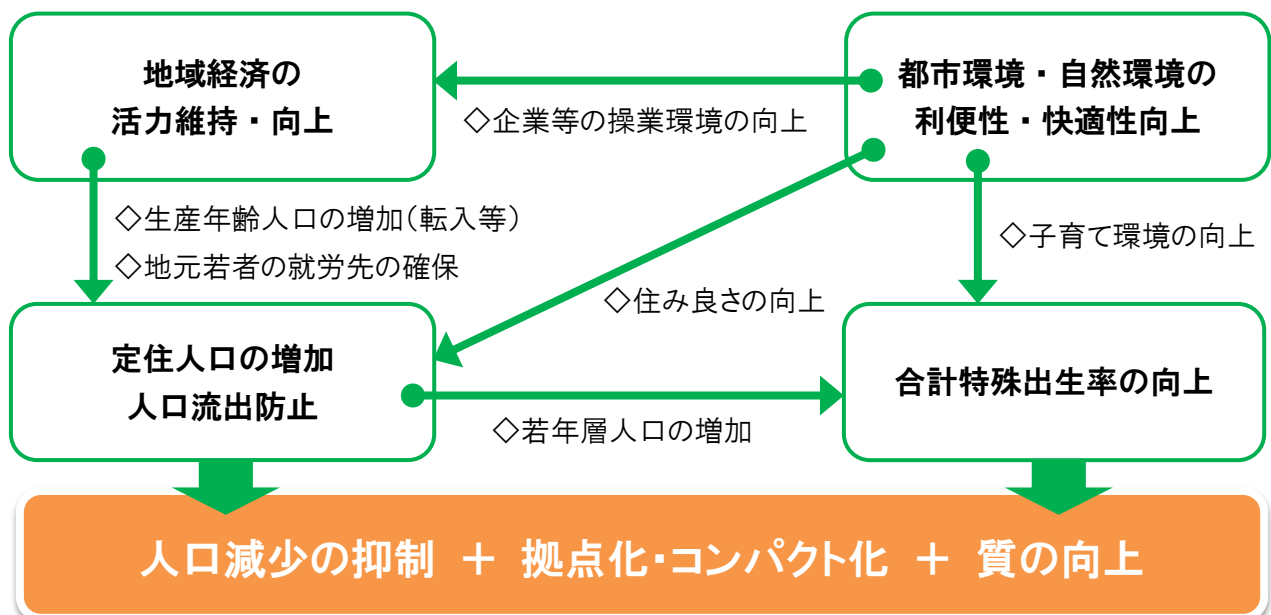 地域経済の
活力維持・向上
都市環境・自然環境の
利便性・快適性向上
◇企業等の操業環境の向上
◇生産年齢人口の増加(転入等)
◇地元若者の就労先の確保
◇子育て環境の向上
◇住み良さの向上
定住人口の増加
人口流出防止
合計特殊出生率の向上
◇若年層人口の増加
人口減少の抑制 + 拠点化・コンパクト化 + 質の向上